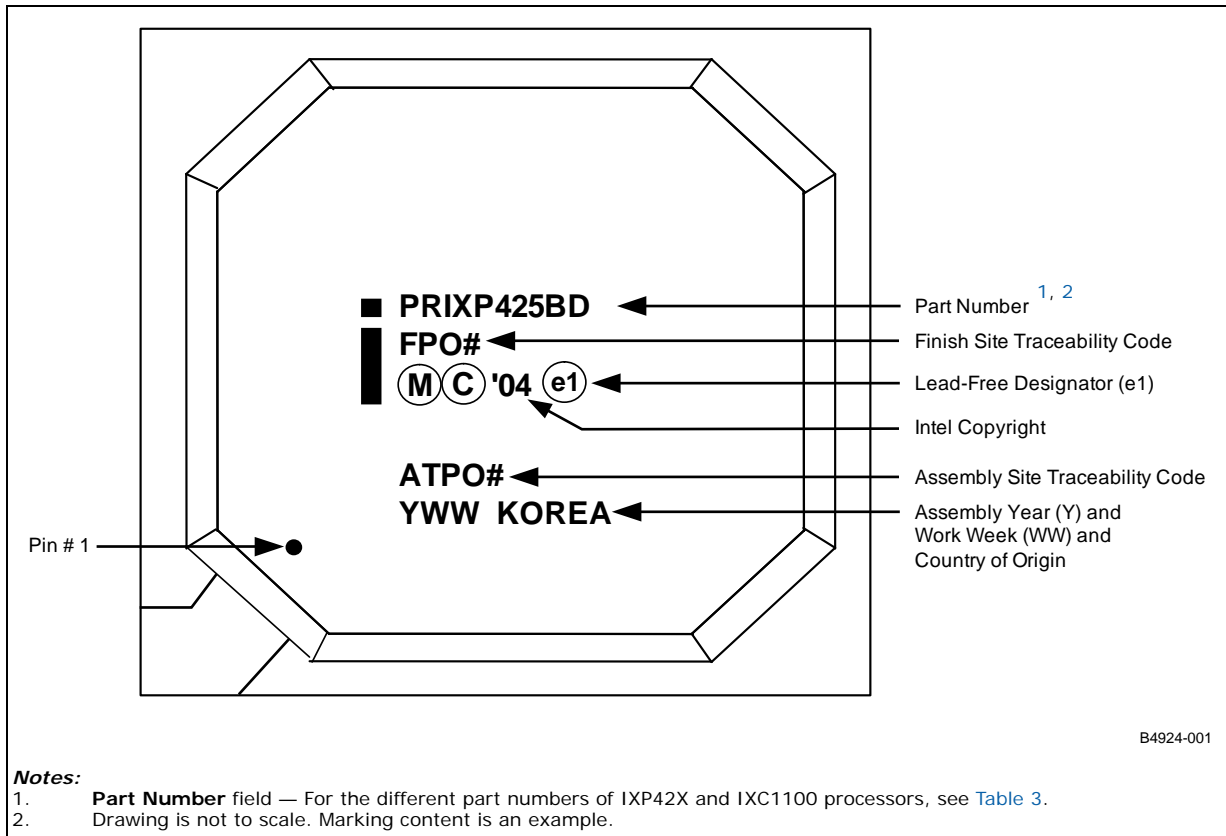 PRIXP425BD
FPO#
M C '04 e1
ATPO#
YWW KOREA
Pin # 1
Part Number 1, 2
Finish Site Traceability Code
Lead-Free Designator (e1)
Intel Copyright
Assembly Site Traceability Code
Assembly Year (Y) and
Work Week (WW) and
Country of Origin
B4924-001
Notes:
1. Part Number field — For the different part numbers of IXP42X and IXC1100 processors, see Table 3.
2. Drawing is not to scale. Marking content is an example.